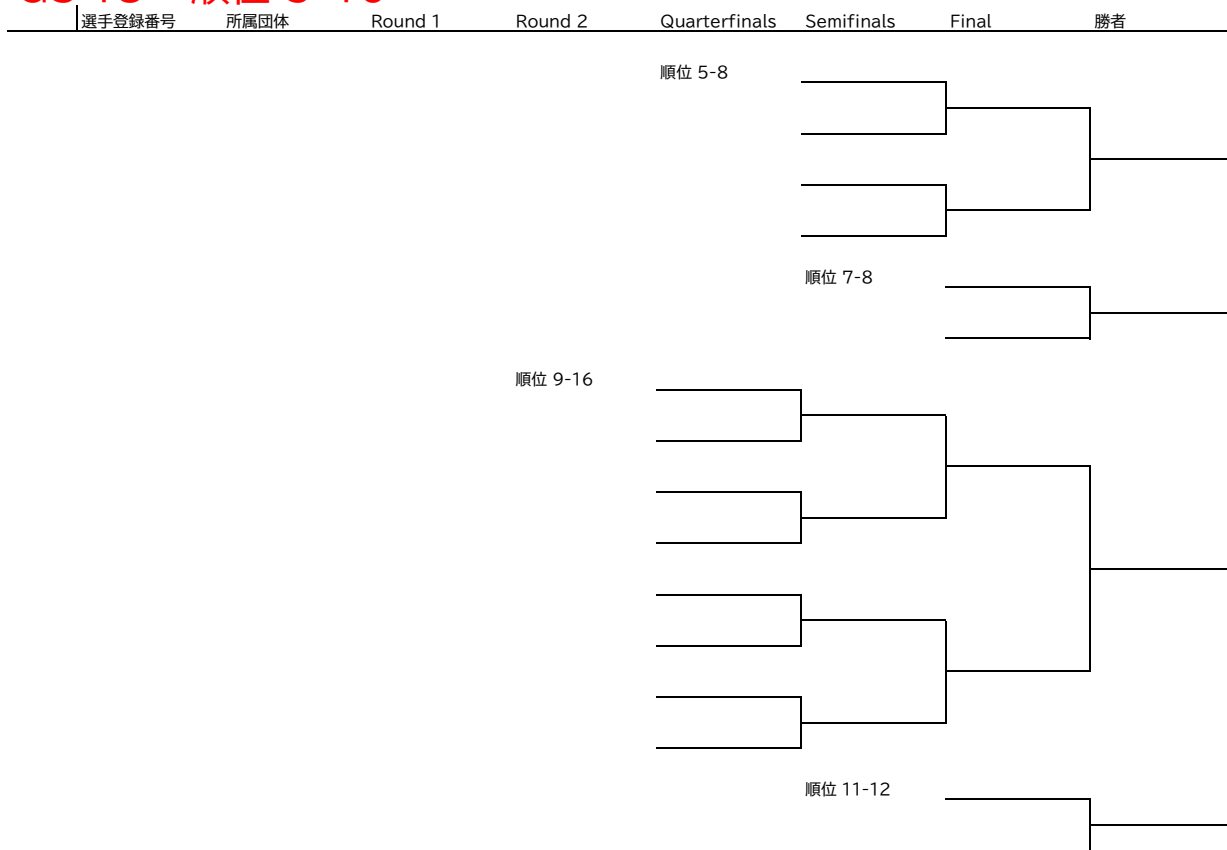 選手登録番号 所属団体 Round 1 Round 2 Quarterfinals Semifinals Final 勝者
順位 5-8
順位 7-8
順位 9-16
順位 11-12